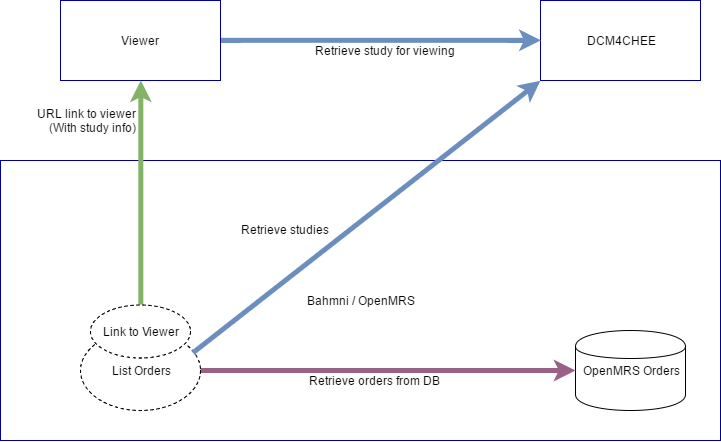 Viewer
Retrieve study for viewing
DCM4CHEE
URL link to viewer
(With study info)
Retrieve studies
Bahmni / OpenMRS
Link to Viewer
List Orders
Retrieve orders from DB
OpenMRS Orders